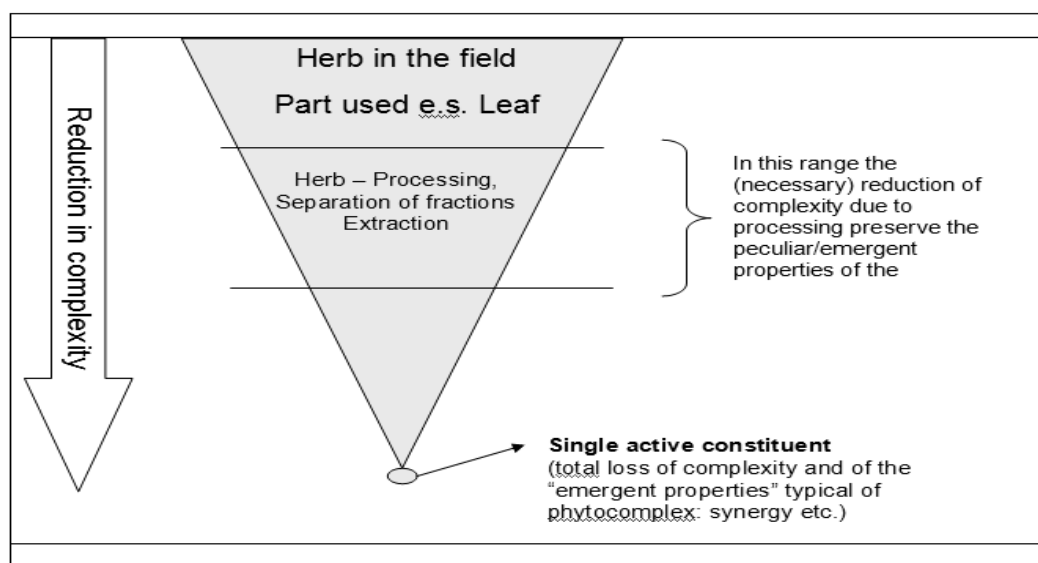 Herb in the field
Part used e.s. Leaf
Reduction in complexity
Herb – Processing,
Separation of fractions
Extraction
In this range the
(necessary) reduction of
complexity due to
processing preserve the
peculiar/emergent
properties of the
Single active constituent
(total loss of complexity and of the
“emergent properties” typical of
phytocomplex: synergy etc.)